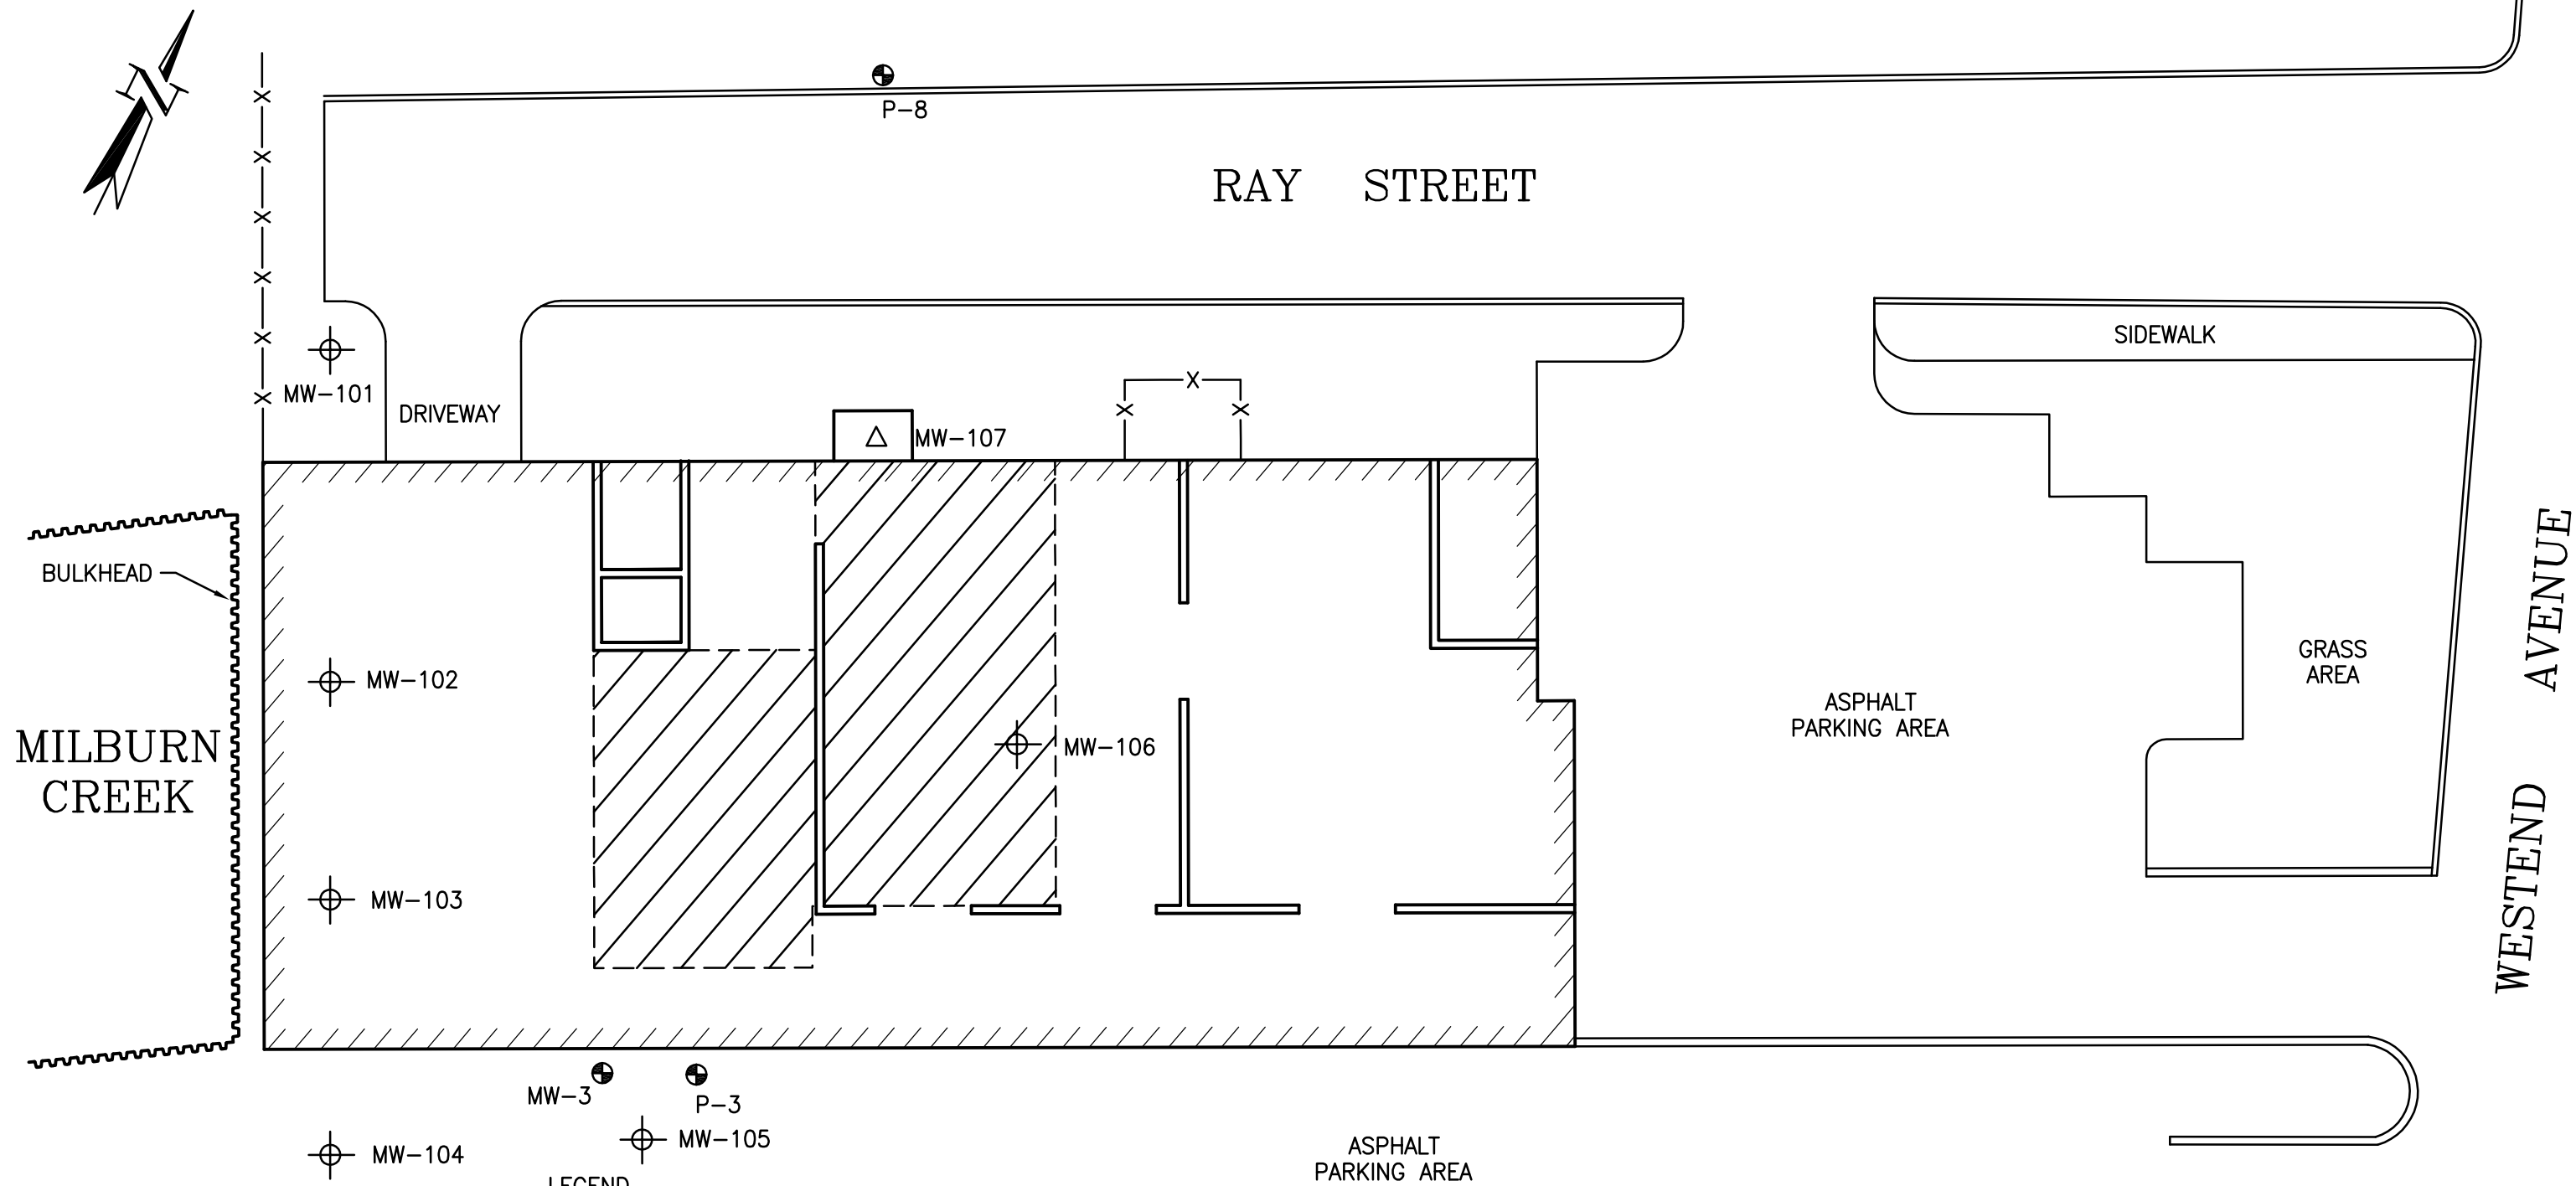 N
P-8
RAY STREET
SIDEWALK
MW-101
DRIVEWAY
MW-107
BULKHEAD
MW-102
GRASS
AREA
WESTEND AVENUE
ASPHALT
PARKING AREA
MILBURN
CREEK
MW-106
MW-103
MW-3
P-3
MW-105
MW-104
ASPHALT
PARKING AREA
LEGEND